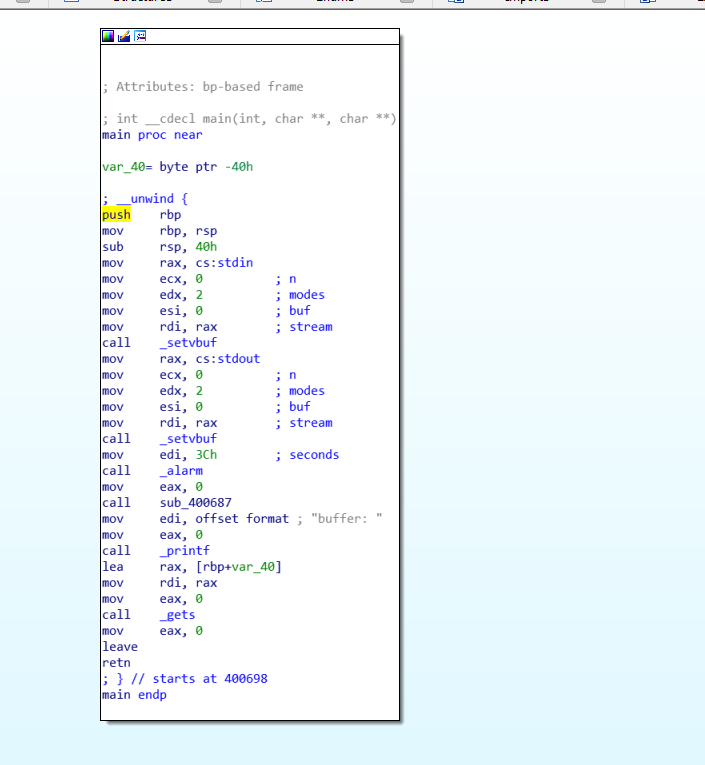 Structures Enums Imports
; Attributes: bp-based frame
; int __cdecl main(int, char **, char **)
main proc near
var_40= byte ptr -40h
; __unwind {
push rbp
mov rbp, rsp
sub rsp, 40h
mov rax, cs:stdin
mov ecx, 0 ; n
mov edx, 2 ; modes
mov esi, 0 ; buf
mov rdi, rax ; stream
call _setvbuf
mov rax, cs:stdout
mov ecx, 0 ; n
mov edx, 2 ; modes
mov esi, 0 ; buf
mov rdi, rax ; stream
call _setvbuf
mov edi, 3Ch ; seconds
call _alarm
mov eax, 0
call sub_400687
mov edi, offset format ; "buffer: "
mov eax, 0
call _printf
lea rax, [rbp+var_40]
mov rdi, rax
mov eax, 0
call _gets
mov eax, 0
leave
retn
; } // starts at 400698
main endp